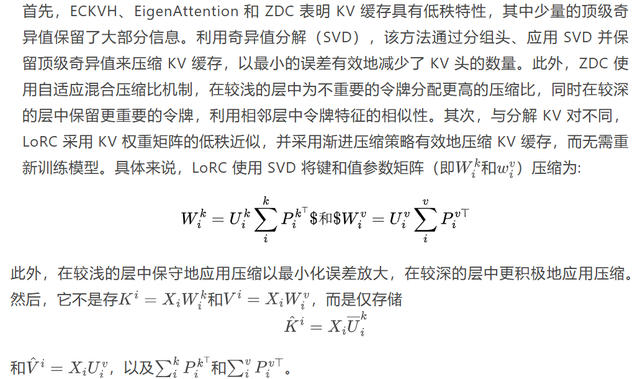 首先，ECKVH、EigenAttention 和 ZDC 表明 KV 缓存具有低秩特性，其中少量的顶级奇
异值保留了大部分信息。利用奇异值分解（SVD），该方法通过分组头、应用 SVD 并保
留顶级奇异值来压缩 KV 缓存，以最小的误差有效地减少了 KV 头的数量。此外，ZDC 使
用自适应混合压缩比机制，在较浅的层中为不重要的令牌分配更高的压缩比，同时在较深
的层中保留更重要的令牌，利用相邻层中令牌特征的相似性。其次，与分解 KV 对不同，
LoRC 采用 KV 权重矩阵的低秩近似，并采用渐进压缩策略有效地压缩 KV 缓存，而无需重
新训练模型。具体来说，LoRC 使用 SVD 将键和值参数矩阵（即$W_i^k$和$w_i^v$）压缩为:
$W_i^k = U_i^k \sum_i^k P_i^{k^\top}$\$和\$$W_i^v = U_i^v \sum_i^v P_i^{v\top}$
此外，在较浅的层中保守地应用压缩以最小化误差放大，在较深的层中更积极地应用压缩。
然后，它不是存$K^i = X_i W_i^k$和$V^i = X_i W_i^v$，而是仅存储
$\hat{K}^i = X_i \overline{U}_i^k$
和$\hat{V}^i = X_i U_i^v$，以及$\sum_i^k P_i^{k^\top}$和$\sum_i^v P_i^{v\top}$。